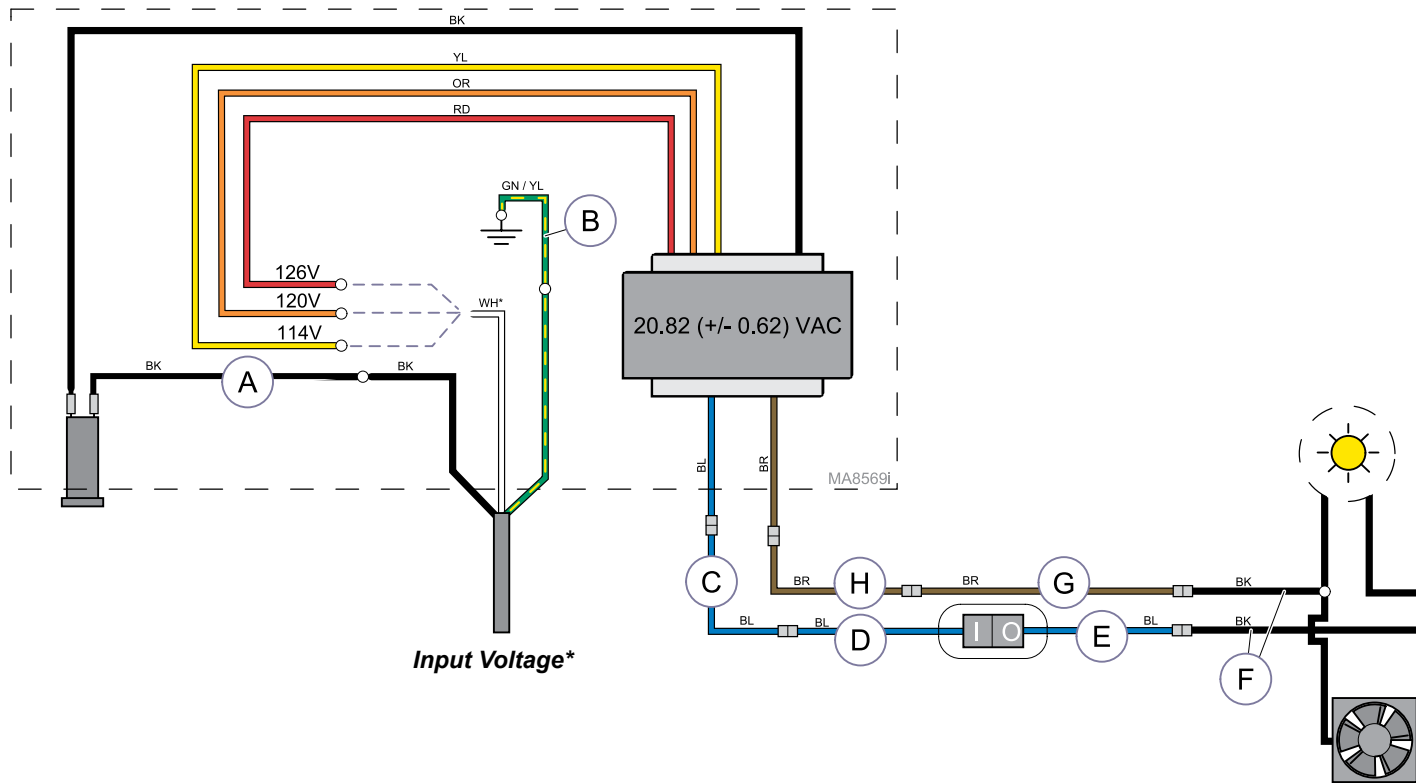 BK
YL
OR
RD
GN / YL
B
126V
120V
114V
WH*
20.82 (+/- 0.62) VAC
BK
A
BK
BL
BR
MA8569i
C
BR
H
BR
G
BK
BL
BL
D
I O
E
BL
BK
F
Input Voltage*